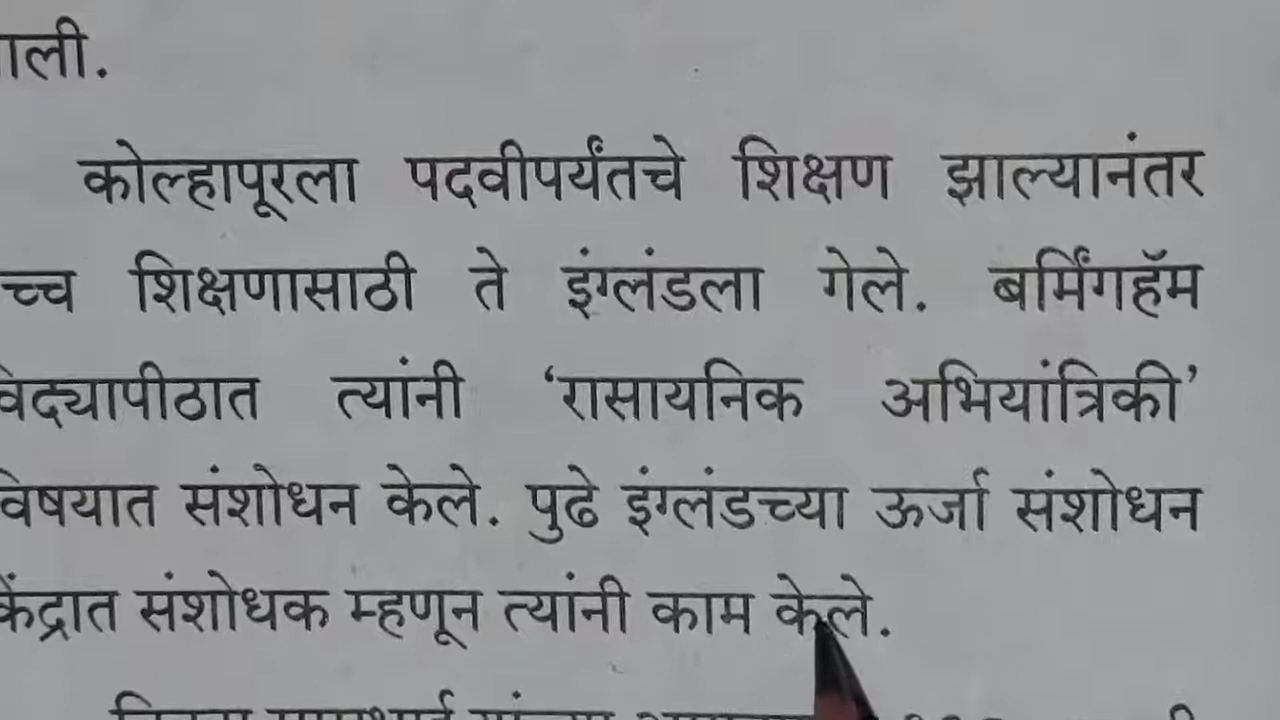 कोल्हापूरला पदवीपर्यंतचे शिक्षण झाल्यानंतर
च्च शिक्षणासाठी ते इंग्लंडला गेले. बर्मिंगहॅम
विद्यापीठात त्यांनी ‘रासायनिक अभियांत्रिकी’
विषयात संशोधन केले. पुढे इंग्लंडच्या ऊर्जा संशोधन
केंद्रात संशोधक म्हणून त्यांनी काम केले.